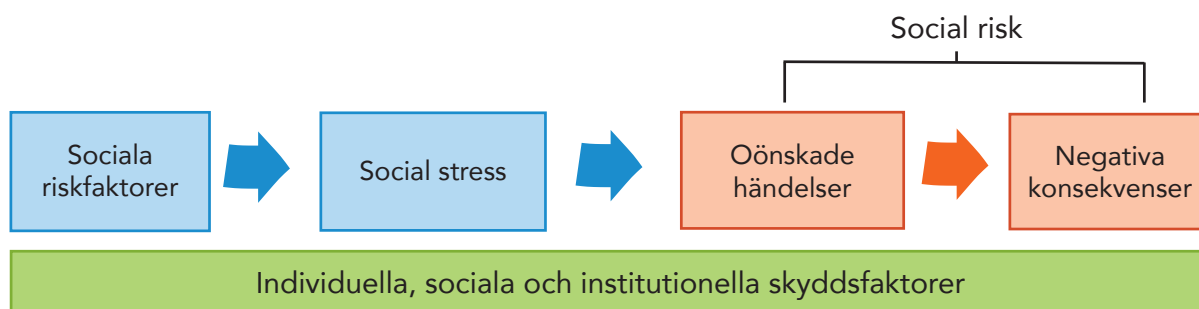 Social risk
Sociala
riskfaktorer
Social stress
Oönskade
händelser
Negativa
konsekvenser
Individuella, sociala och institutionella skyddsfaktorer